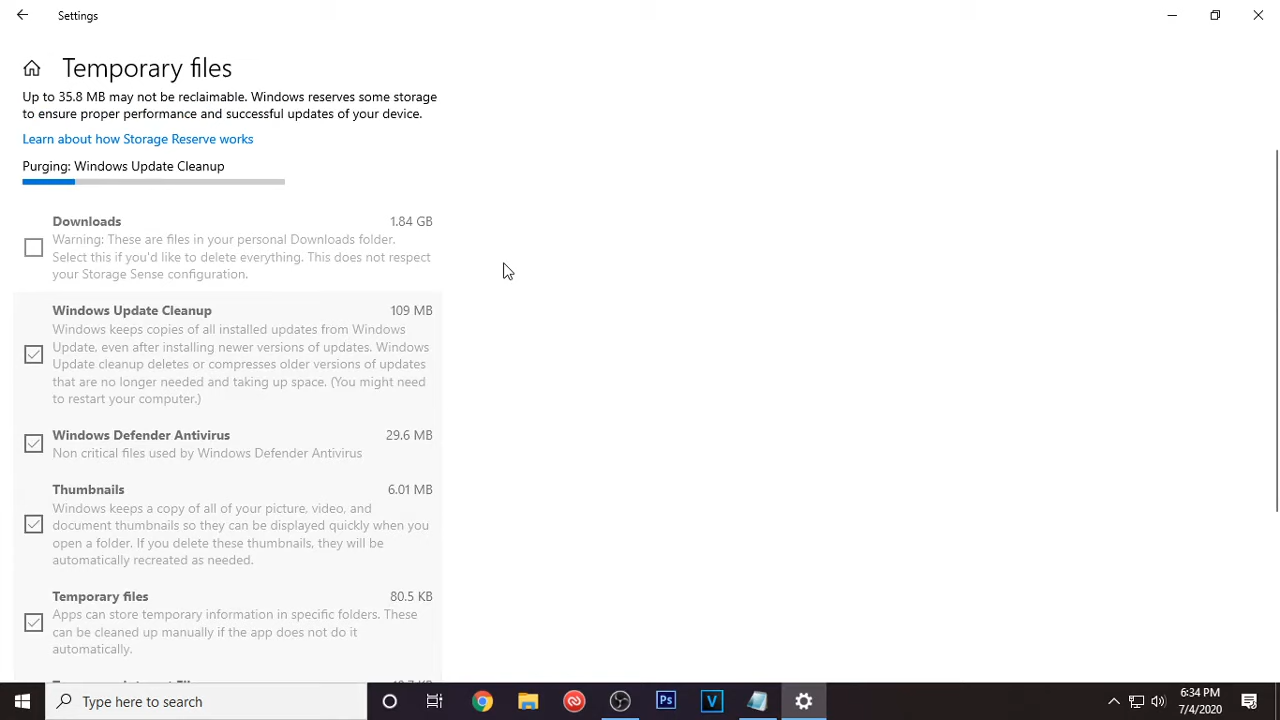 Settings
Temporary files
Up to 35.8 MB may not be reclaimable. Windows reserves some storage
to ensure proper performance and successful updates of your device.
Learn about how Storage Reserve works
Purging: Windows Update Cleanup
Downloads 1.84 GB
Warning: These are files in your personal Downloads folder.
Select this if you'd like to delete everything. This does not respect
your Storage Sense configuration.
Windows Update Cleanup 109 MB
Windows keeps copies of all installed updates from Windows
Update, even after installing newer versions of updates. Windows
Update cleanup deletes or compresses older versions of updates
that are no longer needed and taking up space. (You might need
to restart your computer.)
Windows Defender Antivirus 29.6 MB
Non critical files used by Windows Defender Antivirus
Thumbnails 6.01 MB
Windows keeps a copy of all of your picture, video, and
document thumbnails so they can be displayed quickly when you
open a folder. If you delete these thumbnails, they will be
automatically recreated as needed.
Temporary files 80.5 KB
Apps can store temporary information in specific folders. These
can be cleaned up manually if the app does not do it
automatically.
Type here to search
Ps
V
6:34 PM
7/4/2020